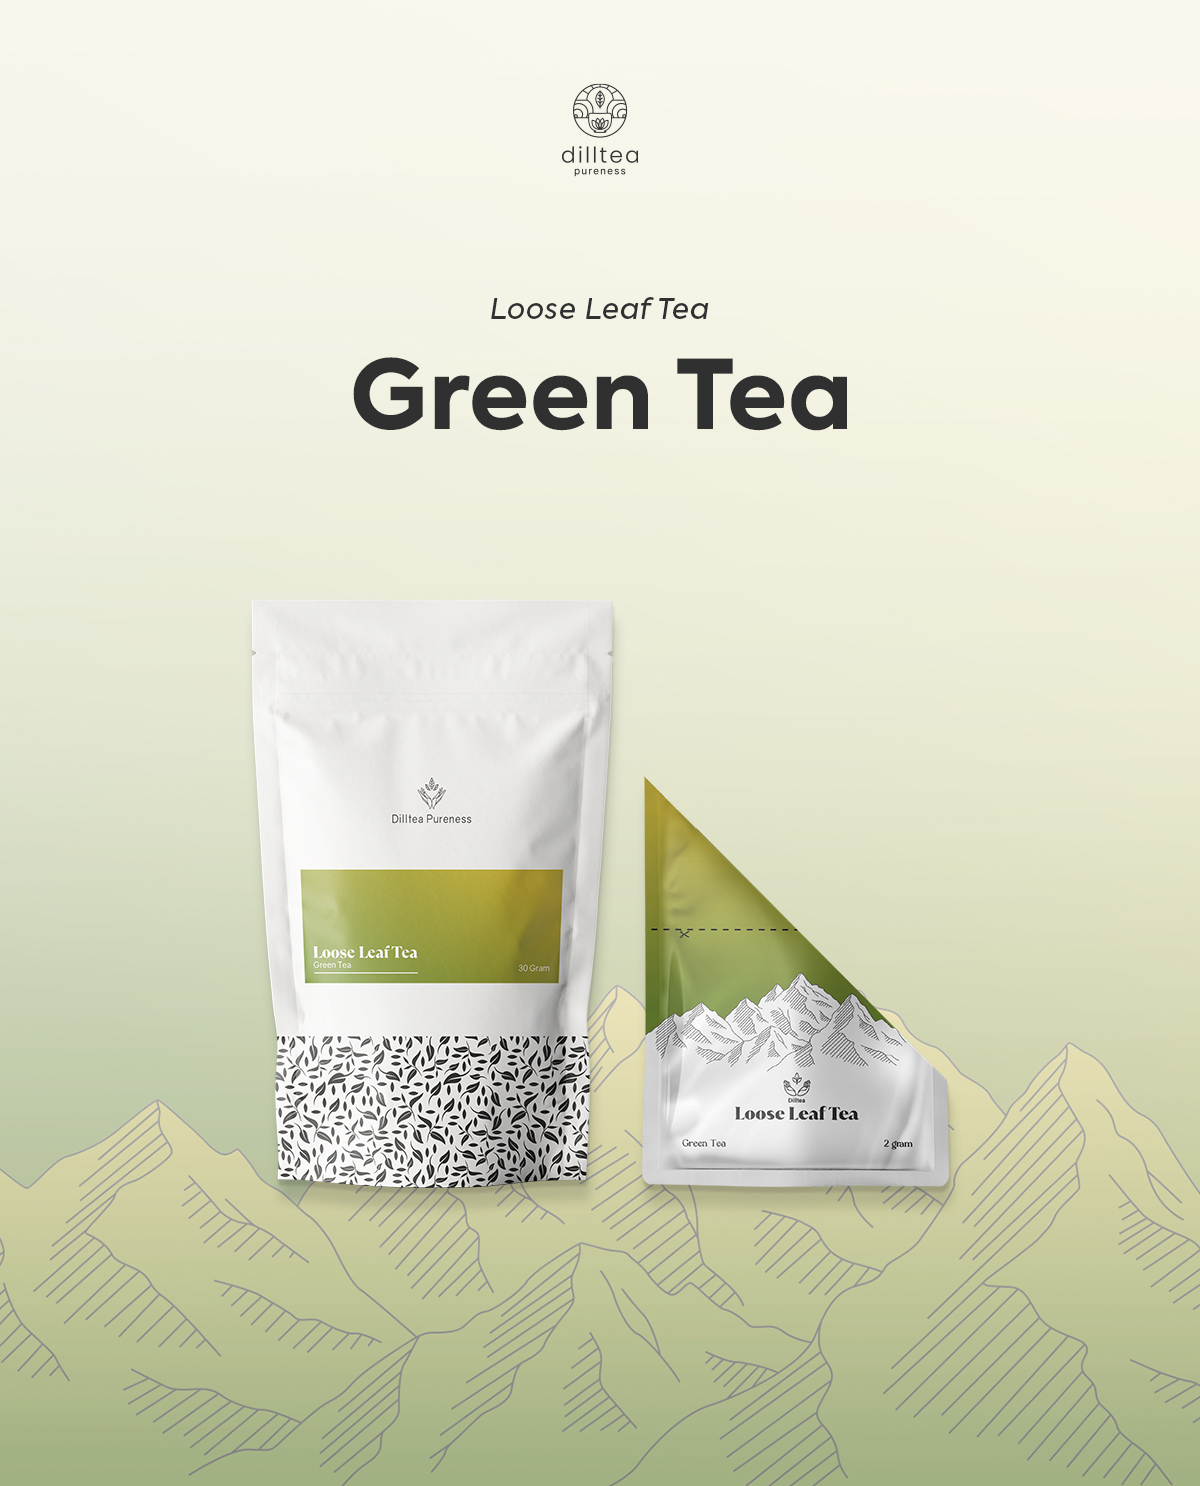 dilltea
pureness
Loose Leaf Tea
Green Tea
Dilltea Pureness
Loose Leaf Tea
Green Tea
30 Gram
Dilltea
Loose Leaf Tea
Green Tea
2 gram